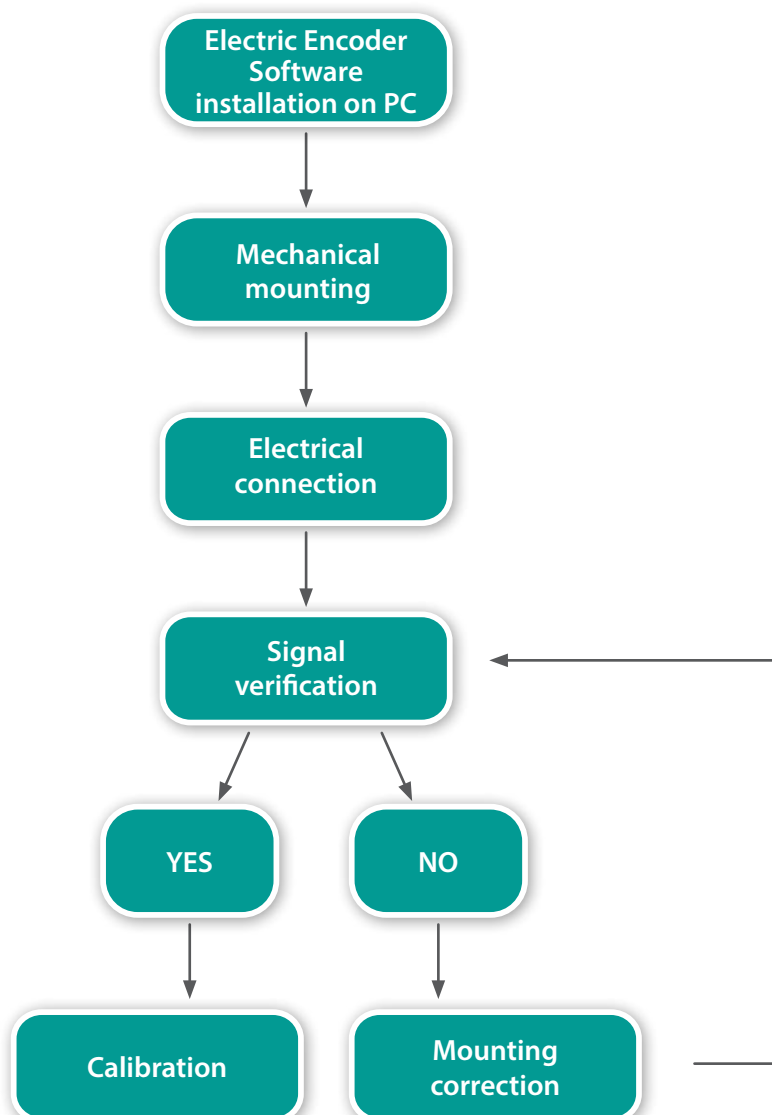 Electric Encoder
Software
installation on PC
Mechanical
mounting
Electrical
connection
Signal
verification
YES
NO
Calibration
Mounting
correction